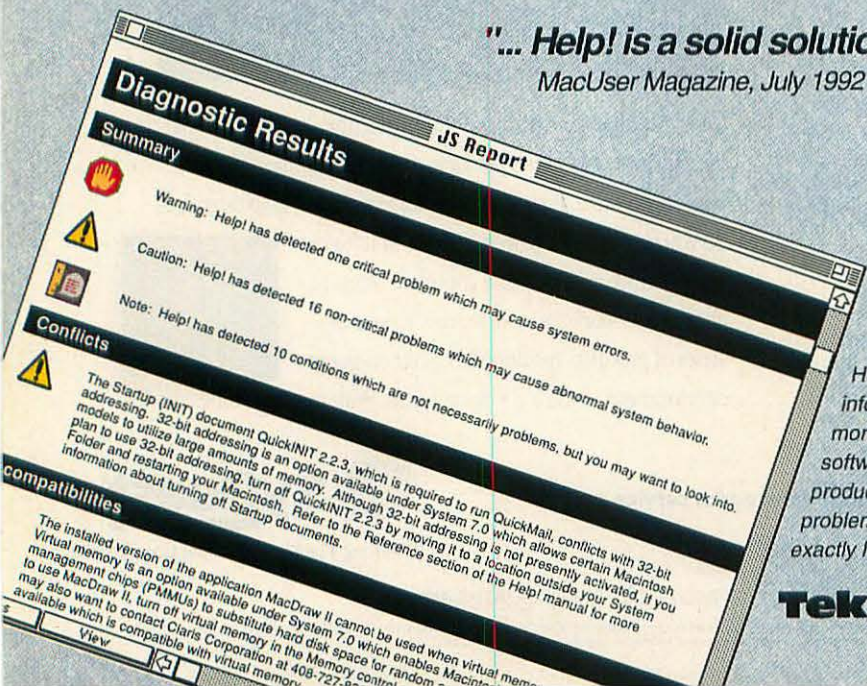 "... Help! is a solid solutio
MacUser Magazine, July 1992
JS Report
Diagnostic Results
Summary
Warning: Help! has detected one critical problem which may cause system errors.
Caution: Help! has detected 16 non-critical problems which may cause abnormal system behavior.
Note: Help! has detected 10 conditions which are not necessarily problems, but you may want to look into.
Conflicts
The Startup (INIT) document QuickINIT 2.2.3, which is required to run QuickMail, conflicts with 32-bit
addressing. 32-bit addressing is an option available under System 7.0 which allows certain Macintosh
models to utilize large amounts of memory. Although 32-bit addressing is not presently activated, if you
plan to use 32-bit addressing, turn off QuickINIT 2.2.3 by moving it to a location outside your System
Folder and restarting your Macintosh. Refer to the Reference section of the Help! manual for more
information about turning off Startup documents.
compatibilities
The installed version of the application MacDraw II cannot be used when virtual memo
Virtual memory is an option available under System 7.0 which enables Macinto
management chips (PMMUs) to substitute hard disk space for random
to use MacDraw II, turn off virtual memory in the Memory control
may also want to contact Claris Corporation at 408-727-8
available which is compatible with virtual memory
s
View
H
info
mor
softw
produc
problem
exactly
Tek